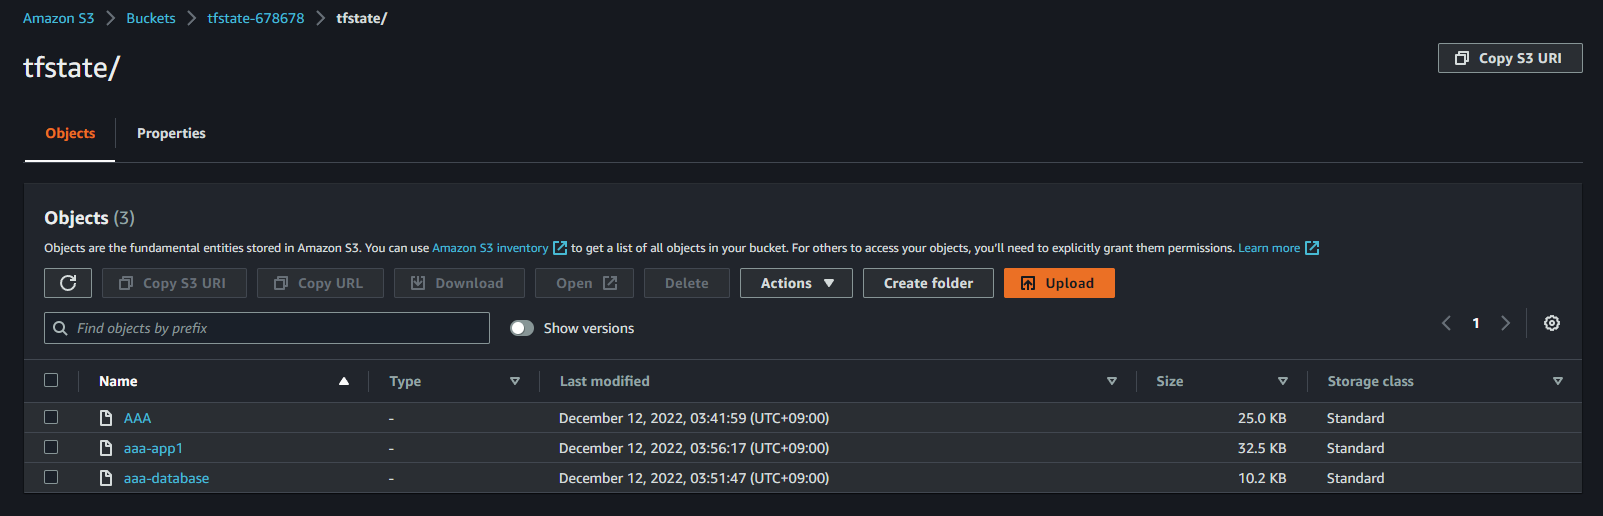 Amazon S3 > Buckets > tfstate-678678 > tfstate/
tfstate/
Copy S3 URI
Objects Properties
Objects (3)
Objects are the fundamental entities stored in Amazon S3. You can use Amazon S3 inventory to get a list of all objects in your bucket. For others to access your objects, you'll need to explicitly grant them permissions. Learn more
Copy S3 URI Copy URL Download Open Delete Actions Create folder Upload
Find objects by prefix Show versions 1
Name Type Last modified Size Storage class
AAA - December 12, 2022, 03:41:59 (UTC+09:00) 25.0 KB Standard
aaa-app1 - December 12, 2022, 03:56:17 (UTC+09:00) 32.5 KB Standard
aaa-database - December 12, 2022, 03:51:47 (UTC+09:00) 10.2 KB Standard